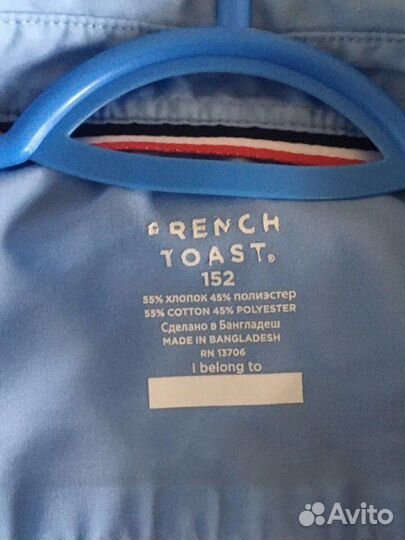 FRENCH
TOAST®
152
55% ХЛОПОК 45% ПОЛИЭСТЕР
55% COTTON 45% POLYESTER
Сделано в Бангладеш
MADE IN BANGLADESH
RN 13706
I belong to
Avito